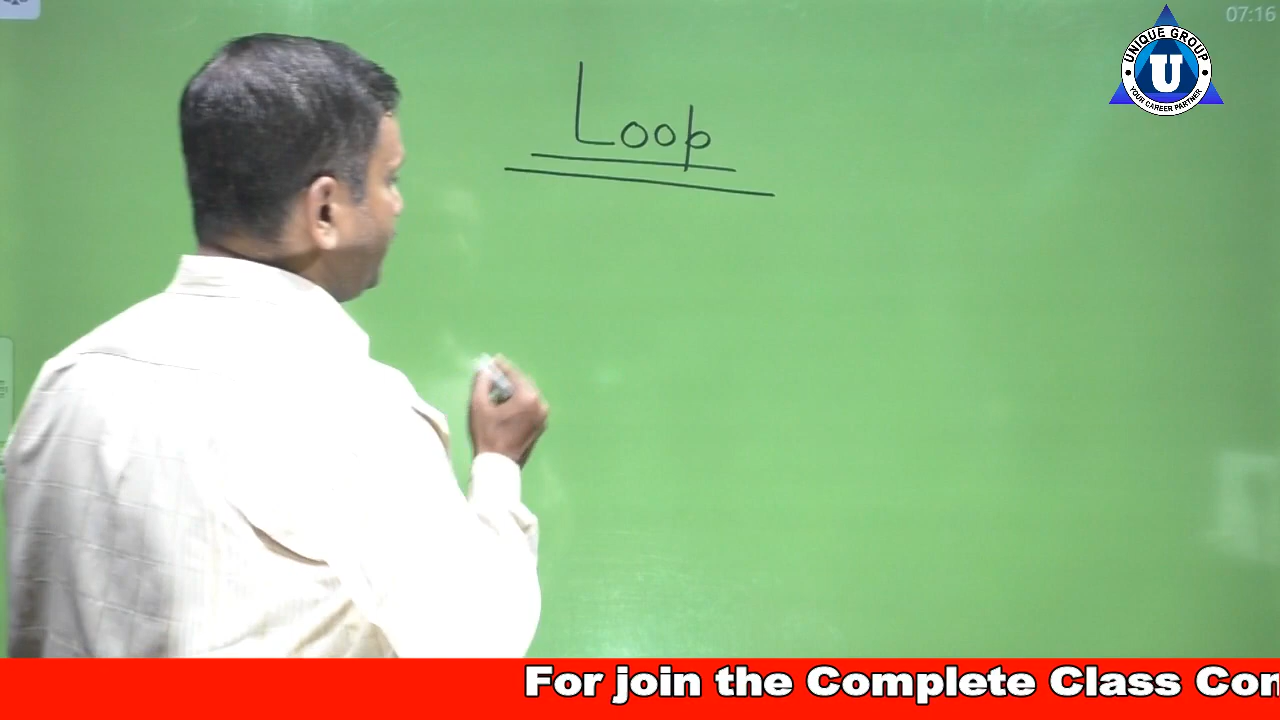 07:16
UNIQUE GROUP
U
YOUR CAREER PARTNER
Loop
For join the Complete Class Con